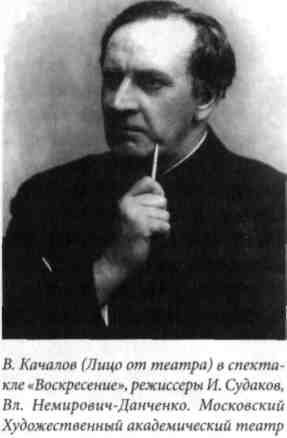 В. Качалов (Лицо от театра) в спекта-
кле «Воскресение», режиссеры И. Судаков,
Вл. Немирович-Данченко. Московский
Художественный академический театр